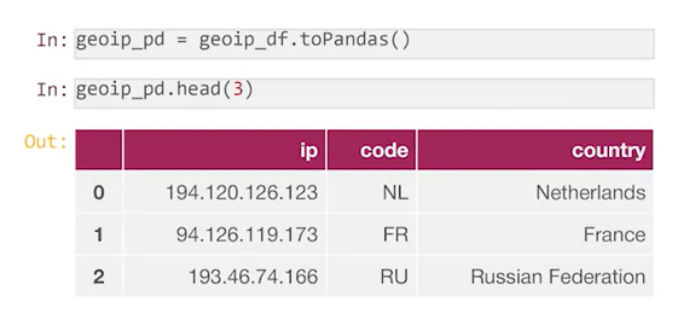 In: geoip_pd = geoip_df.toPandas()
In: geoip_pd.head(3)
Out:
ip code country
0 194.120.126.123 NL Netherlands
1 94.126.119.173 FR France
2 193.46.74.166 RU Russian Federation